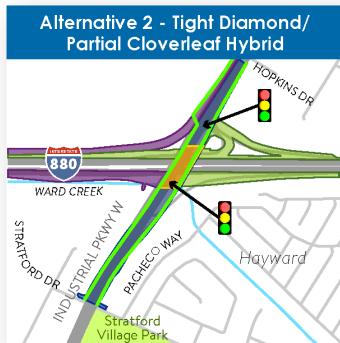 Alternative 2 - Tight Diamond/
Partial Cloverleaf Hybrid
HOPKINS DR
INTERSTATE
880
WARD CREEK
INDUSTRIAL PKWY W
STRATFORD DR
PACHECO WAY
Hayward
Stratford
Village Park